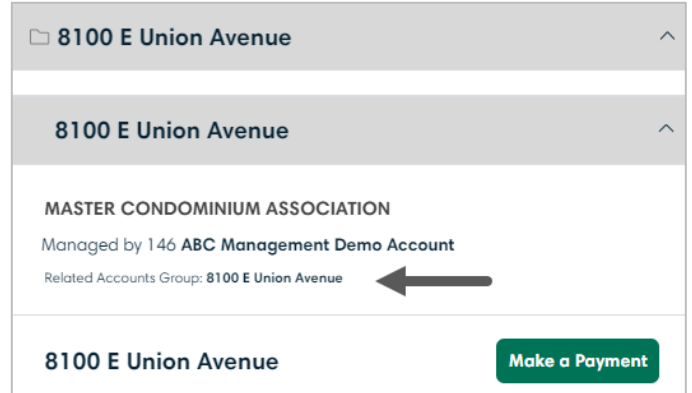 8100 E Union Avenue
8100 E Union Avenue
MASTER CONDOMINIUM ASSOCIATION
Managed by 146 ABC Management Demo Account
Related Accounts Group: 8100 E Union Avenue
8100 E Union Avenue
Make a Payment